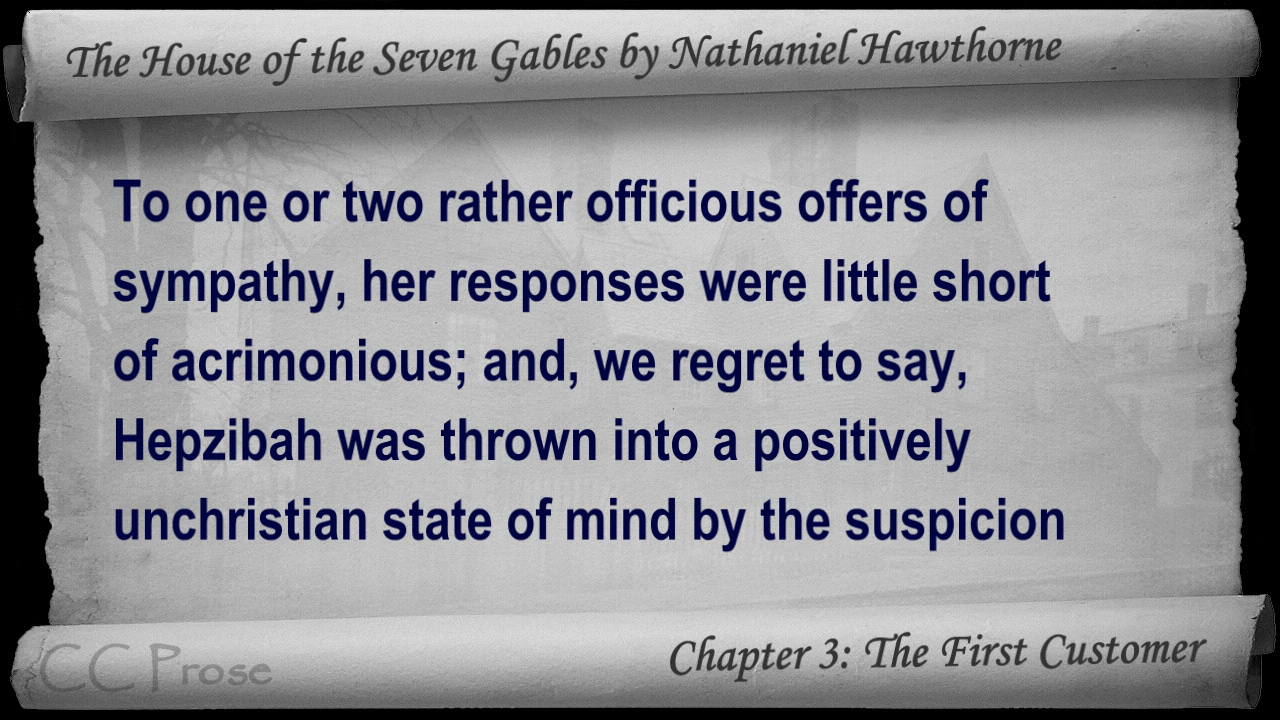 The House of the Seven Gables by Nathaniel Hawthorne
To one or two rather officious offers of
sympathy, her responses were little short
of acrimonious; and, we regret to say,
Hepzibah was thrown into a positively
unchristian state of mind by the suspicion
CC Prose
Chapter 3: The First Customer